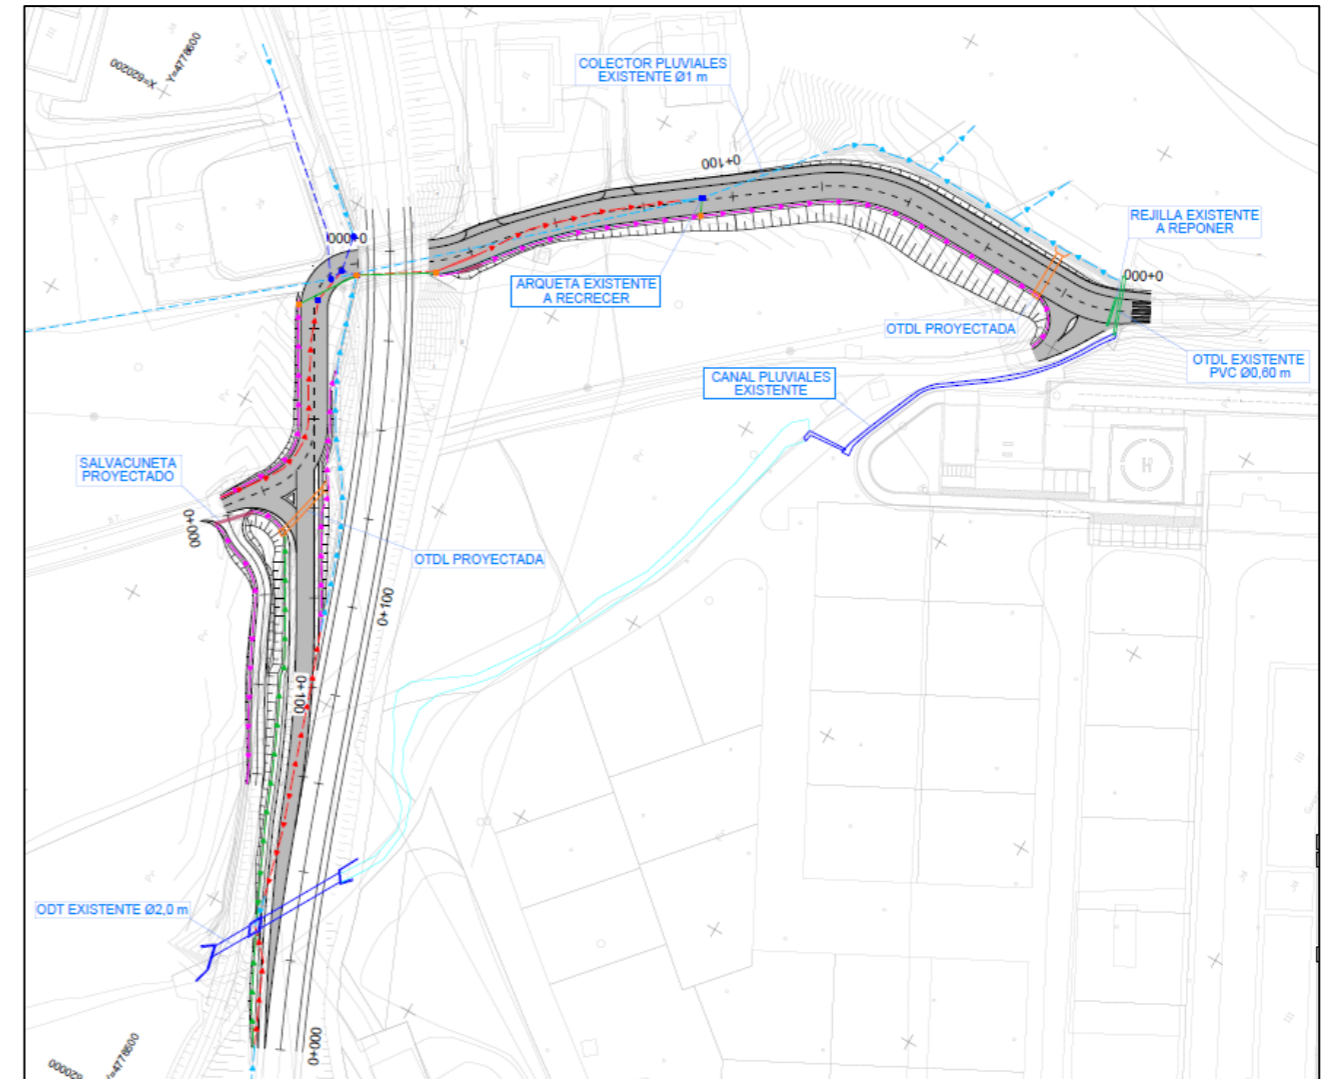 X=620200
Y=4778600
COLECTOR PLUVIALES
EXISTENTE Ø1 m
0+100
REJILLA EXISTENTE
A REPONER
0+000
0+000
ARQUETA EXISTENTE
A RECRECER
OTDL PROYECTADA
OTDL EXISTENTE
PVC Ø0,60 m
CANAL PLUVIALES
EXISTENTE
SALVACUNETA
PROYECTADO
0+000
OTDL PROYECTADA
0+100
0+100
ODT EXISTENTE Ø2,0 m
0+000